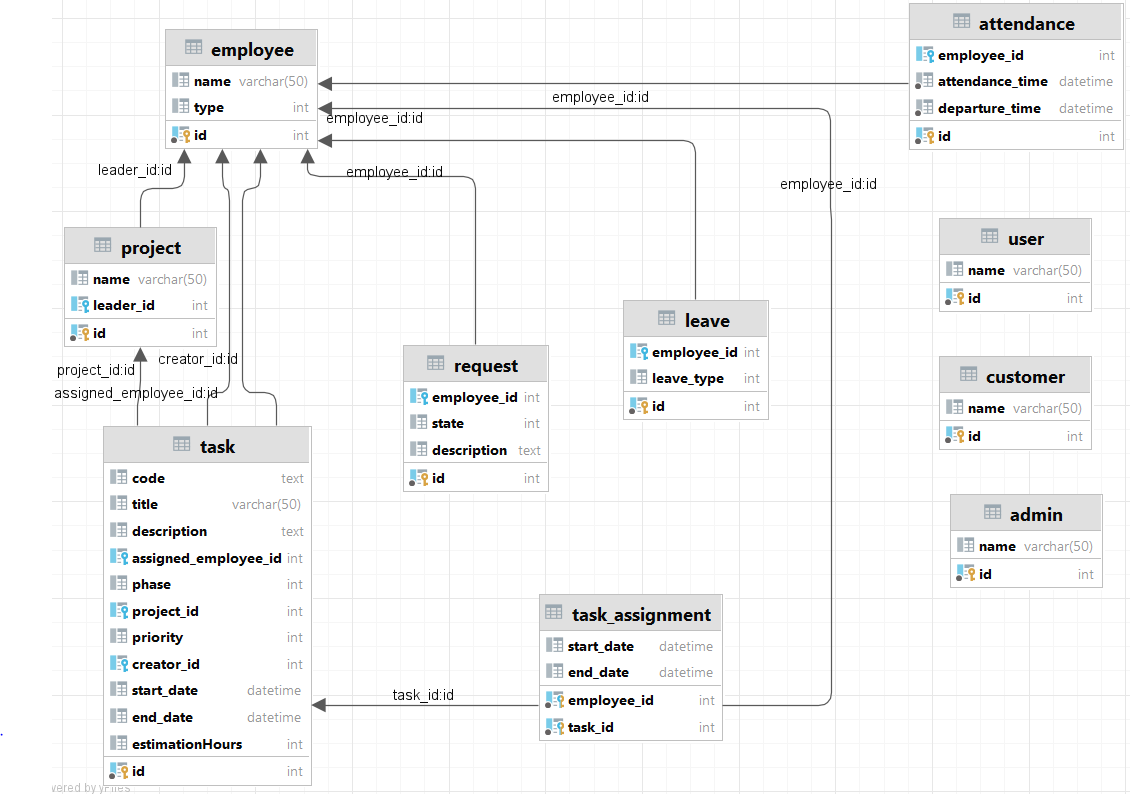 employee
name varchar(50)
type int
id int
attendance
employee_id int
attendance_time datetime
departure_time datetime
id int
employee_id:id
employee_id:id
employee_id:id
employee_id:id
leader_id:id
project
name varchar(50)
leader_id int
id int
user
name varchar(50)
id int
leave
employee_id int
leave_type int
id int
request
employee_id int
state int
description text
id int
customer
name varchar(50)
id int
creator_id:id
project_id:id
assigned_employee_id:id
task
code text
title varchar(50)
description text
assigned_employee_id int
phase int
project_id int
priority int
creator_id int
start_date datetime
end_date datetime
estimationHours int
id int
admin
name varchar(50)
id int
task_assignment
start_date datetime
end_date datetime
employee_id int
task_id int
task_id:id
wered by yFiles